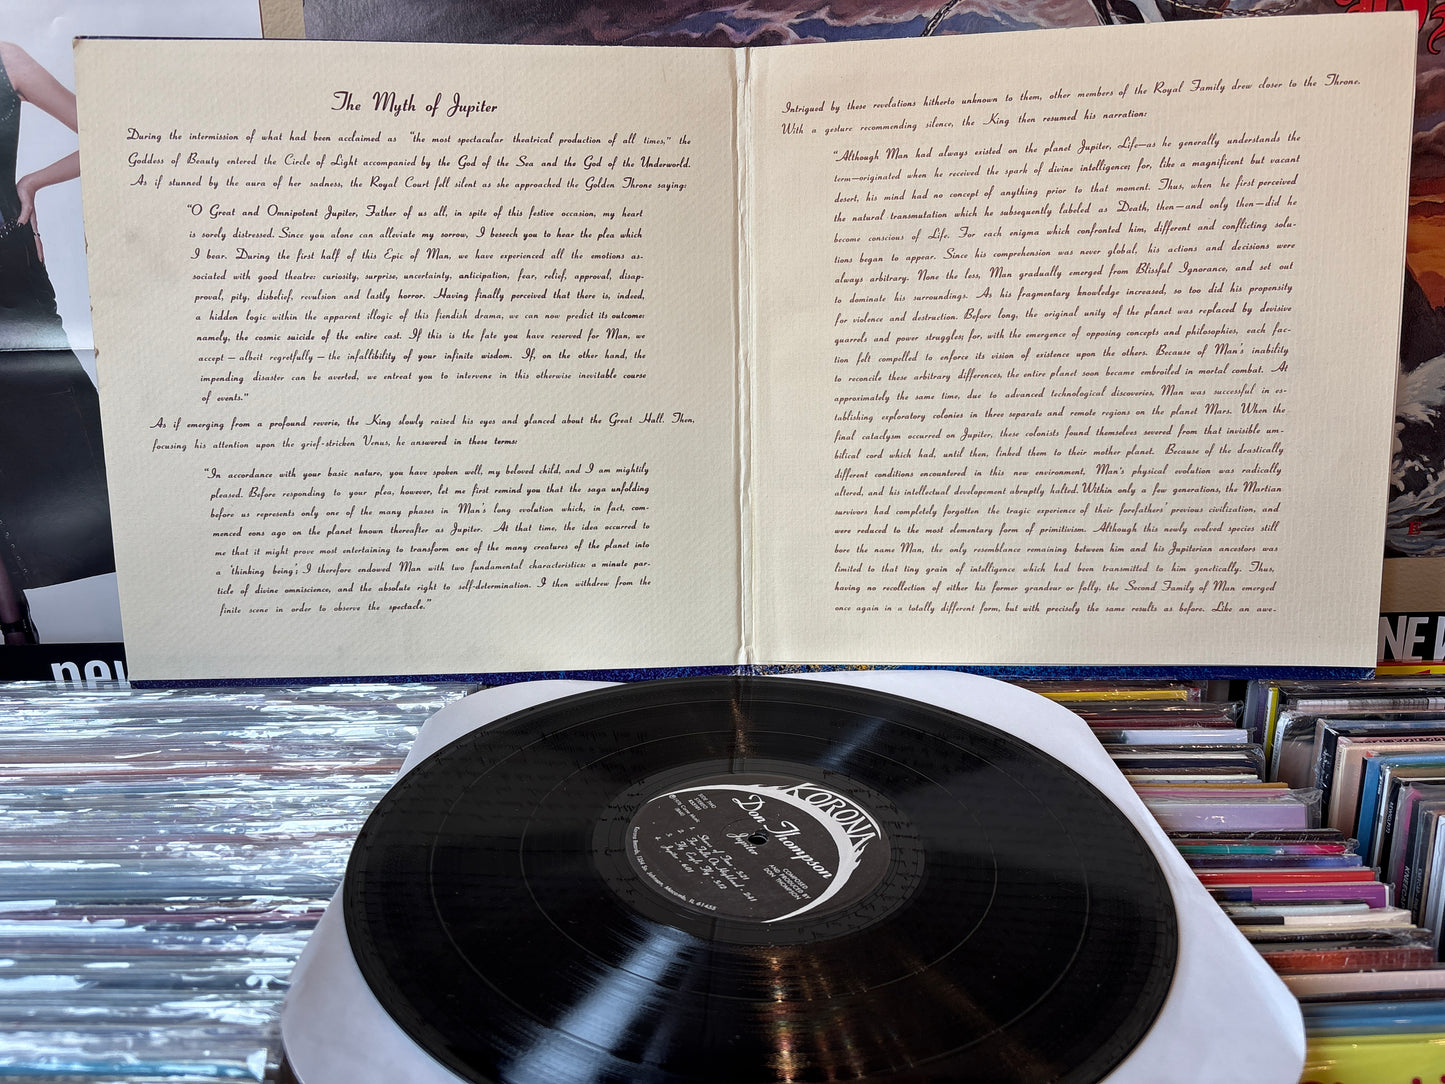 The Myth of Jupiter
During the intermission of what had been acclaimed as "the most spectacular theatrical production of all times," the
Goddess of Beauty entered the Circle of Light accompanied by the God of the Sea and the God of the Underworld.
As if stunned by the aura of her sadness, the Royal Court fell silent as she approached the Golden Throne saying:
"O Great and Omnipotent Jupiter, Father of us all, in spite of this festive occasion, my heart
is sorely distressed. Since you alone can alleviate my sorrow, I beseech you to hear the plea which
I bear. During the first half of this Epic of Man, we have experienced all the emotions as-
sociated with good theatre: curiosity, surprise, uncertainty, anticipation, fear, relief, approval, disap-
proval, pity, disbelief, revulsion and lastly horror. Having finally perceived that there is, indeed,
a hidden logic within the apparent illogic of this fiendish drama, we can now predict its outcome:
namely, the cosmic suicide of the entire cast. If this is the fate you have reserved for Man, we
accept — albeit regretfully — the infallibility of your infinite wisdom. If, on the other hand, the
impending disaster can be averted, we entreat you to intervene in this otherwise inevitable course
of events."
As if emerging from a profound reverie, the King slowly raised his eyes and glanced about the Great Hall. Then,
focusing his attention upon the grief-stricken Venus, he answered in these terms:
"In accordance with your basic nature, you have spoken well, my beloved child, and I am mightily
pleased. Before responding to your plea, however, let me first remind you that the saga unfolding
before us represents only one of the many phases in Man's long evolution which, in fact, com-
menced eons ago on the planet known thereafter as Jupiter. At that time, the idea occurred to
me that it might prove most entertaining to transform one of the many creatures of the planet into
a 'thinking being'; I therefore endowed Man with two fundamental characteristics: a minute par-
ticle of divine omniscience, and the absolute right to self-determination. I then withdrew from the
finite scene in order to observe the spectacle."
Intrigued by these revelations hitherto unknown to them, other members of the Royal Family drew closer to the Throne.
With a gesture recommending silence, the King then resumed his narration:
"Although Man had always existed on the planet Jupiter, Life—as he generally understands the
term—originated when he received the spark of divine intelligence; for, like a magnificent but vacant
desert, his mind had no concept of anything prior to that moment. Thus, when he first perceived
the natural transmutation which he subsequently labeled as Death, then—and only then—did he
become conscious of Life. For each enigma which confronted him, different and conflicting solu-
tions began to appear. Since his comprehension was never global, his actions and decisions were
always arbitrary. None the less, Man gradually emerged from Blissful Ignorance, and set out
to dominate his surroundings. As his fragmentary knowledge increased, so too did his propensity
for violence and destruction. Before long, the original unity of the planet was replaced by devisive
quarrels and power struggles; for, with the emergence of opposing concepts and philosophies, each fac-
tion felt compelled to enforce its vision of existence upon the others. Because of Man's inability
to reconcile these arbitrary differences, the entire planet soon became embroiled in mortal combat. At
approximately the same time, due to advanced technological discoveries, Man was successful in es-
tablishing exploratory colonies in three separate and remote regions on the planet Mars. When the
final cataclysm occurred on Jupiter, these colonists found themselves severed from that invisible um-
bilical cord which had, until then, linked them to their mother planet. Because of the drastically
different conditions encountered in this new environment, Man's physical evolution was radically
altered, and his intellectual developement abruptly halted. Within only a few generations, the Martian
survivors had completely forgotten the tragic experience of their forefathers' previous civilization, and
were reduced to the most elementary form of primitivism. Although this newly evolved species still
bore the name Man, the only resemblance remaining between him and his Jupiterian ancestors was
limited to that tiny grain of intelligence which had been transmitted to him genetically. Thus,
having no recollection of either his former grandeur or folly, the Second Family of Man emerged
once again in a totally different form, but with precisely the same results as before. Like an awe-
KORONA
Don Thompson
Jupiter
SIDE TWO
STEREO
COMPOSED
AND PRODUCED BY
DON THOMPSON
Macomb, IL 61455